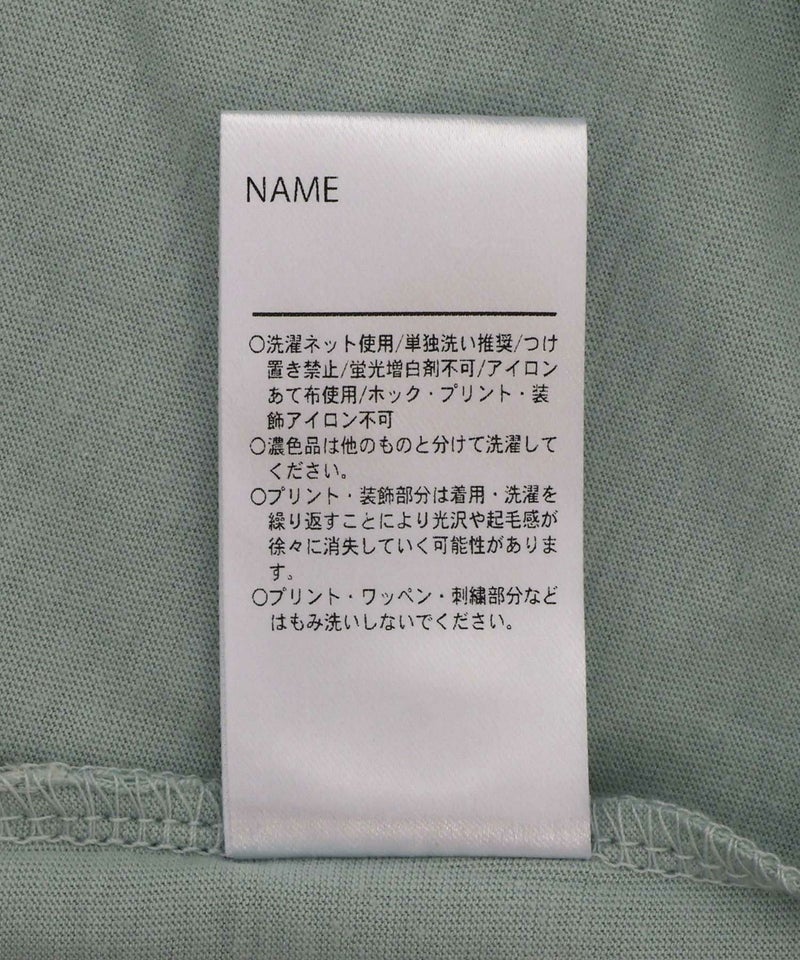 NAME
○洗濯ネット使用/単独洗い推奨/つけ
置き禁止/蛍光増白剤不可/アイロン
あて布使用/ホック・プリント・装
飾アイロン不可
○濃色品は他のものと分けて洗濯して
ください。
○プリント・装飾部分は着用・洗濯を
繰り返すことにより光沢や起毛感が
徐々に消失していく可能性がありま
す。
○プリント・ワッペン・刺繍部分など
はもみ洗いしないでください。